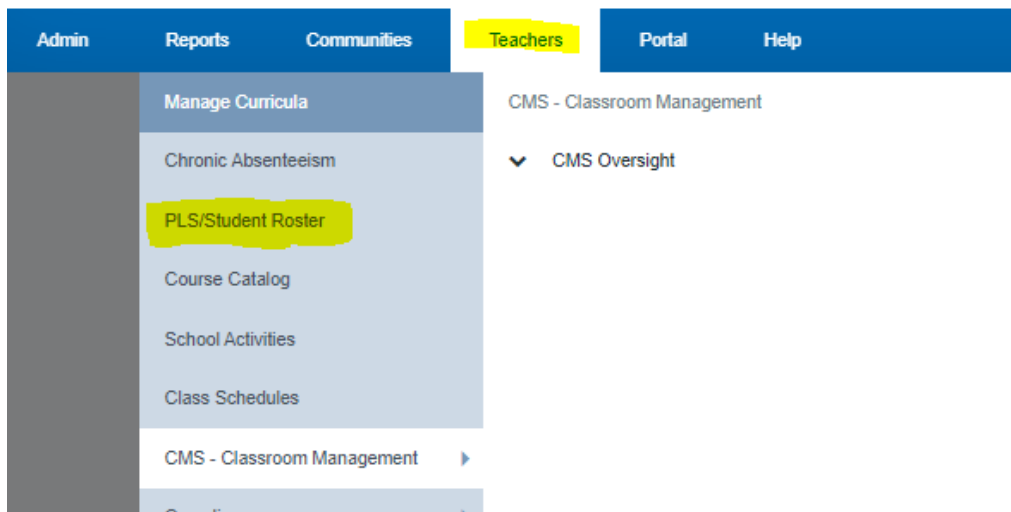 Admin Reports Communities Teachers Portal Help
Manage Curricula
Chronic Absenteeism
PLS/Student Roster
Course Catalog
School Activities
Class Schedules
CMS - Classroom Management
CMS - Classroom Management
CMS Oversight